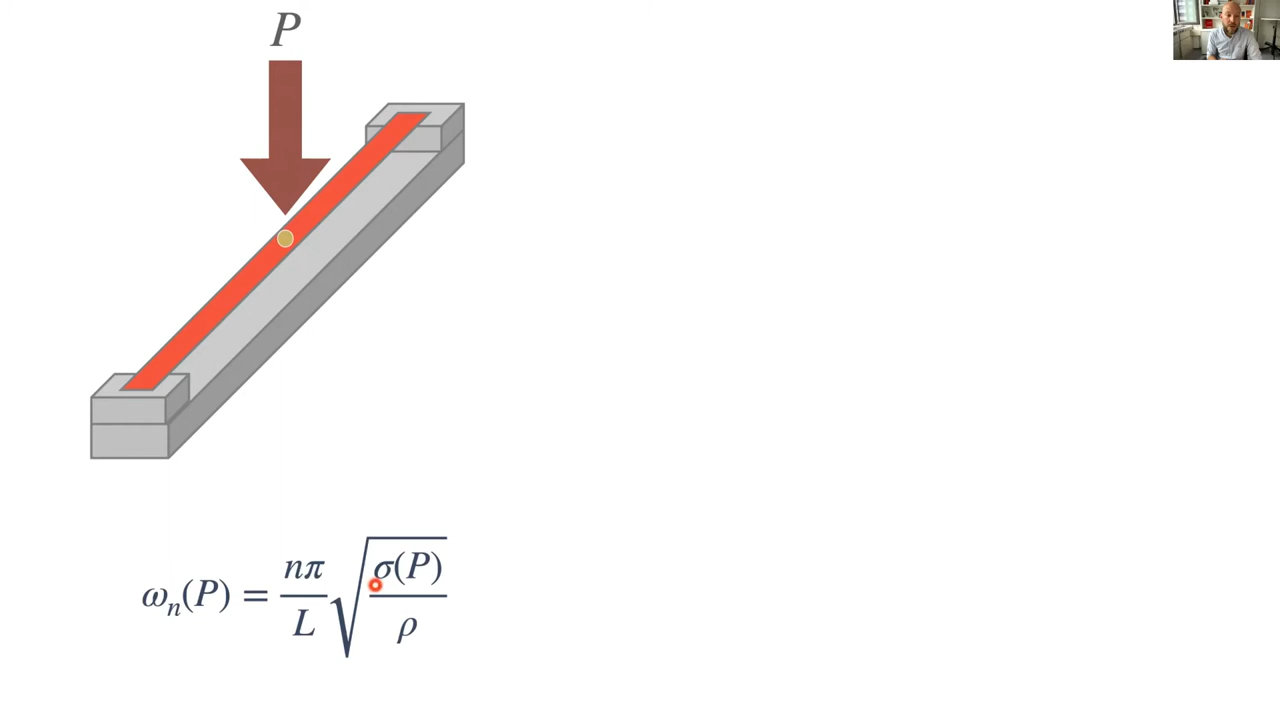 P
ωₙ(P) = nπ/L √(σ(P)/ρ)